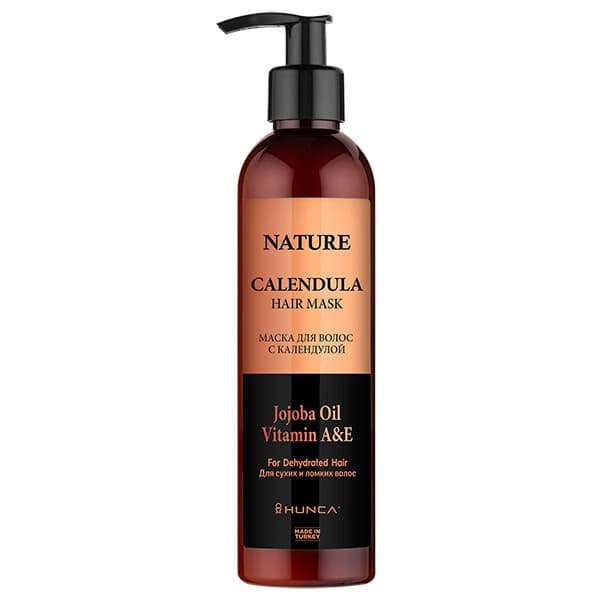 NATURE
CALENDULA
HAIR MASK
МАСКА ДЛЯ ВОЛОС
С КАЛЕНДУЛОЙ
Jojoba Oil
Vitamin A&E
For Dehydrated Hair
Для сухих и ломких волос
HUNCA™
MADE IN
TURKEY